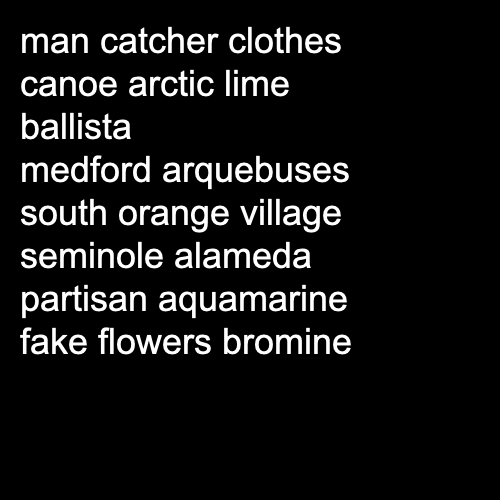 man catcher clothes
canoe arctic lime
ballista
medford arquebuses
south orange village
seminole alameda
partisan aquamarine
fake flowers bromine